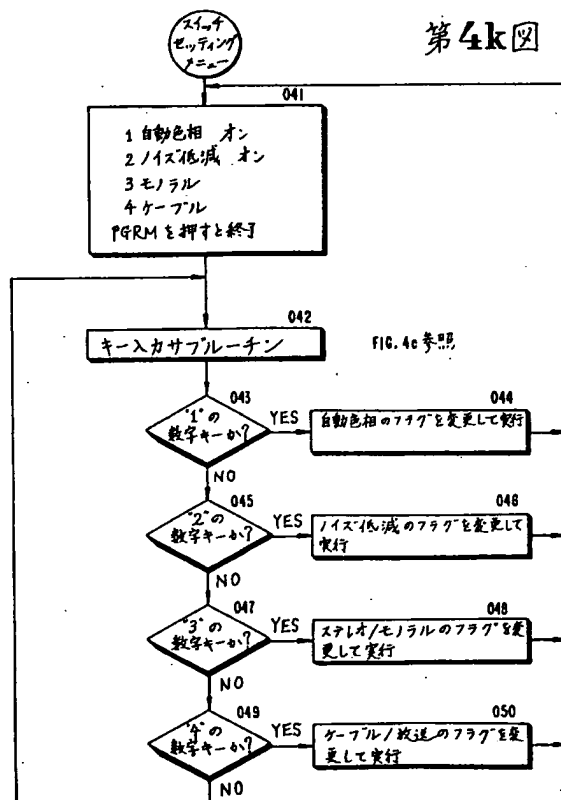 第4k図
スイッチ
セッティング
メニュー
041
1 自動色相 オン
2 ノイズ低減 オン
3 モノラル
4 ケーブル
PGRMを押すと終了
042
キー入力サブルーチン
FIG.4c参照
043
"1"の
数字キーか?
YES
044
自動色相のフラグを変更して実行
NO
045
"2"の
数字キーか?
YES
046
ノイズ低減のフラグを変更して
実行
NO
047
"3"の
数字キーか?
YES
048
ステレオ/モノラルのフラグを変
更して実行
NO
049
"4"の
数字キーか?
YES
050
ケーブル/放送のフラグを変
更して実行
NO